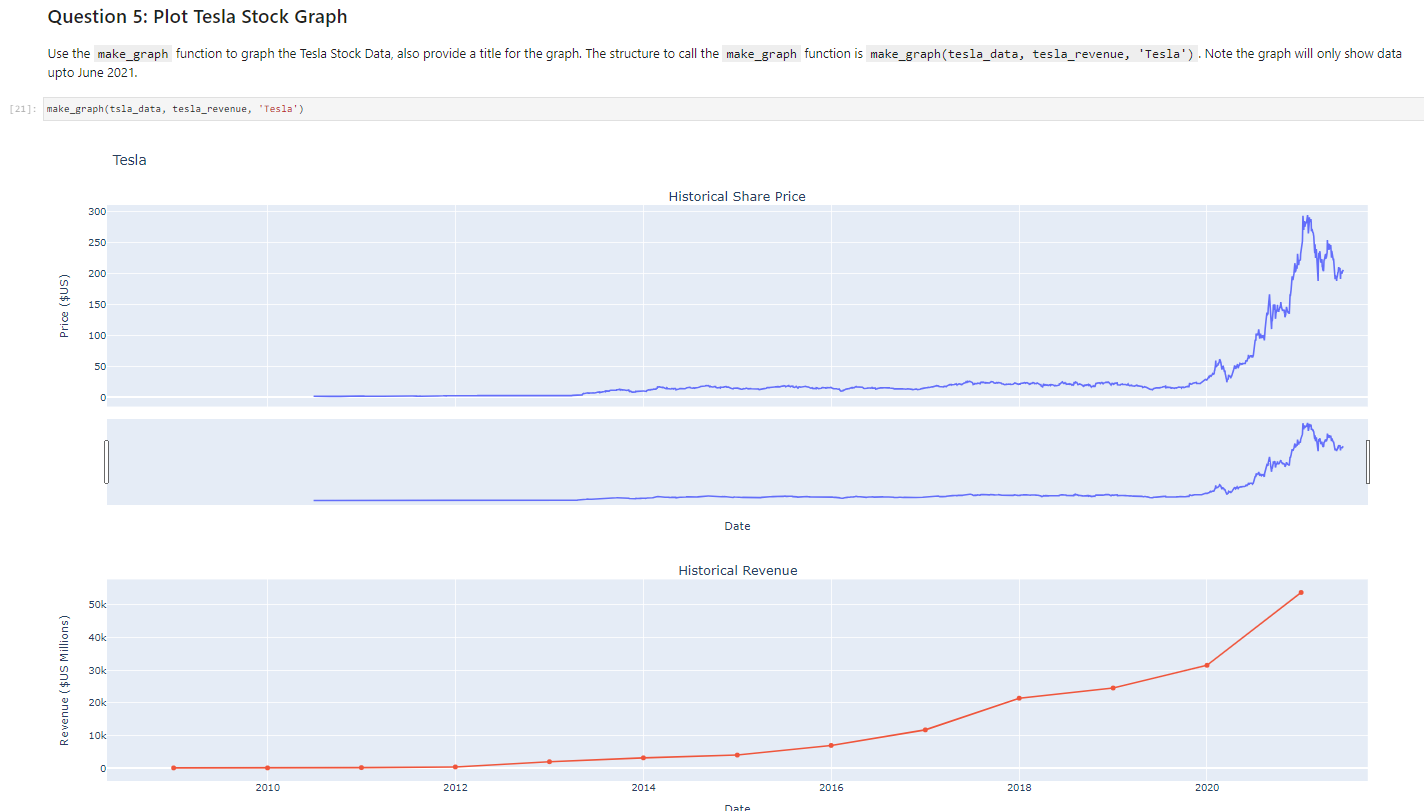 Question 5: Plot Tesla Stock Graph
Use the make_graph function to graph the Tesla Stock Data, also provide a title for the graph. The structure to call the make_graph function is make_graph(tesla_data, tesla_revenue, 'Tesla'). Note the graph will only show data
upto June 2021.
[21]: make_graph(tsla_data, tesla_revenue, 'Tesla')
Tesla
Historical Share Price
300
250
200
150
100
50
0
Price ($US)
Date
Historical Revenue
50k
40k
30k
20k
10k
0
Revenue ($US Millions)
2010 2012 2014 2016 2018 2020
Date